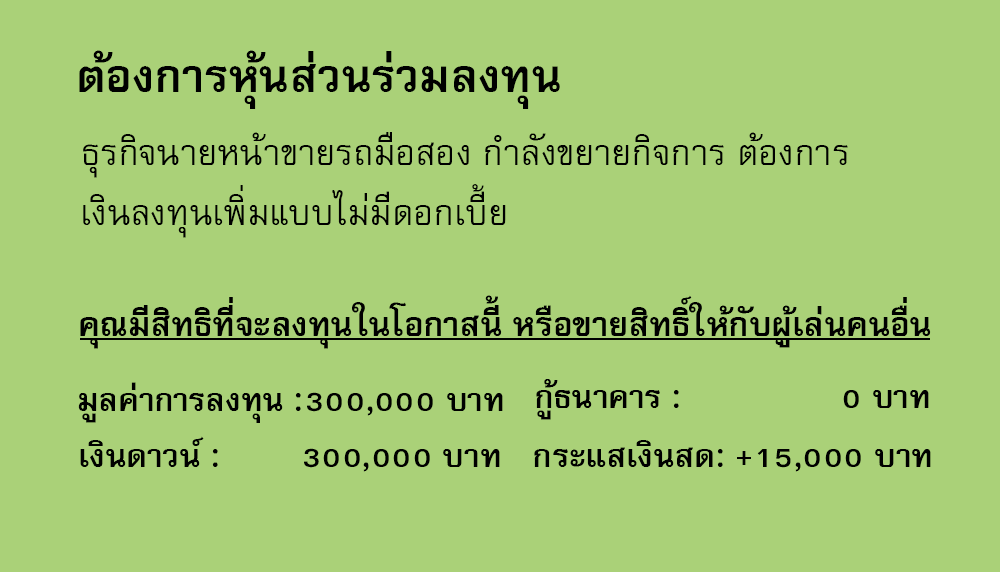 ต้องการหุ้นส่วนร่วมลงทุน
ธุรกิจนายหน้าขายรถมือสอง กำลังขยายกิจการ ต้องการ
เงินลงทุนเพิ่มแบบไม่มีดอกเบี้ย
คุณมีสิทธิที่จะลงทุนในโอกาสนี้ หรือขายสิทธิ์ให้กับผู้เล่นคนอื่น
มูลค่าการลงทุน :300,000 บาท กู้ธนาคาร : 0 บาท
เงินดาวน์ : 300,000 บาท กระแสเงินสด: +15,000 บาท